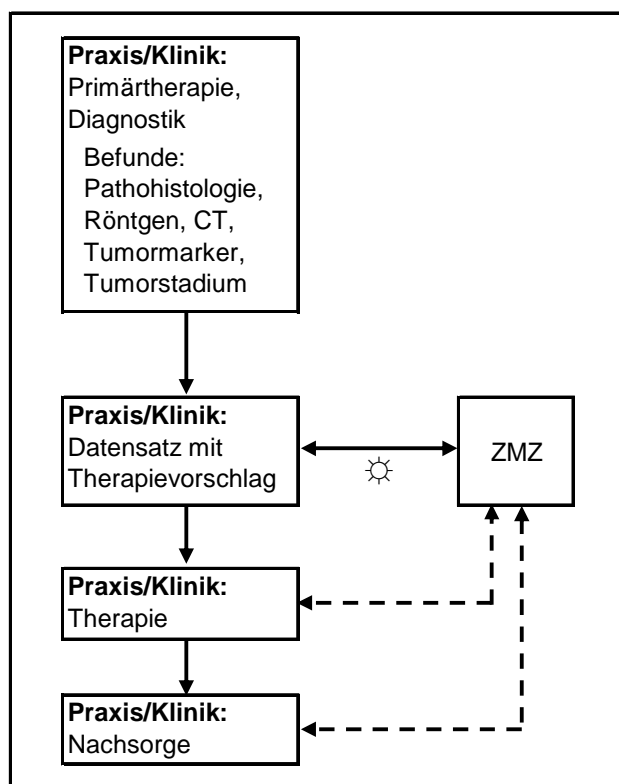 Praxis/Klinik:
Primärtherapie,
Diagnostik
Befunde:
Pathohistologie,
Röntgen, CT,
Tumormarker,
Tumorstadium
Praxis/Klinik:
Datensatz mit
Therapievorschlag
ZMZ
Praxis/Klinik:
Therapie
Praxis/Klinik:
Nachsorge